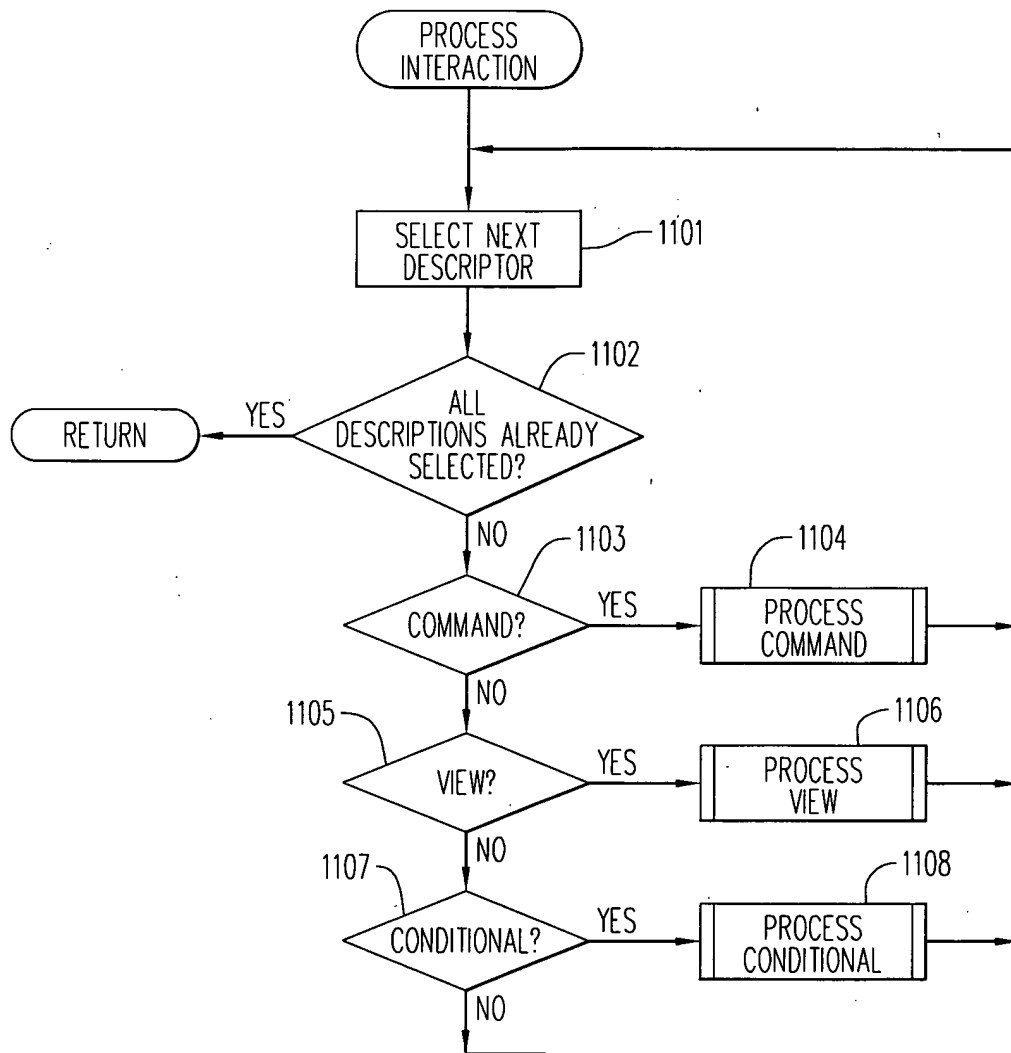 PROCESS
INTERACTION
SELECT NEXT
DESCRIPTOR
1101
1102
ALL
DESCRIPTIONS ALREADY
SELECTED?
YES
RETURN
NO
1103
COMMAND?
YES
1104
PROCESS
COMMAND
NO
1105
VIEW?
YES
1106
PROCESS
VIEW
NO
1107
CONDITIONAL?
YES
1108
PROCESS
CONDITIONAL
NO